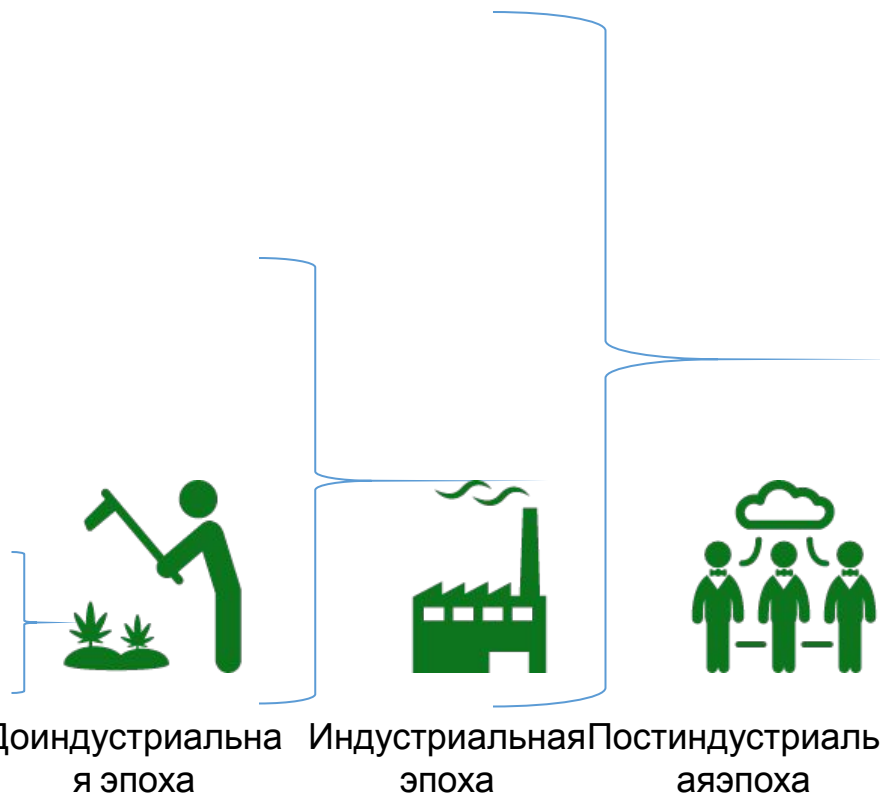 Доиндустриальна
я эпоха
Индустриальная
эпоха
Постиндустриаль
аяэпоха